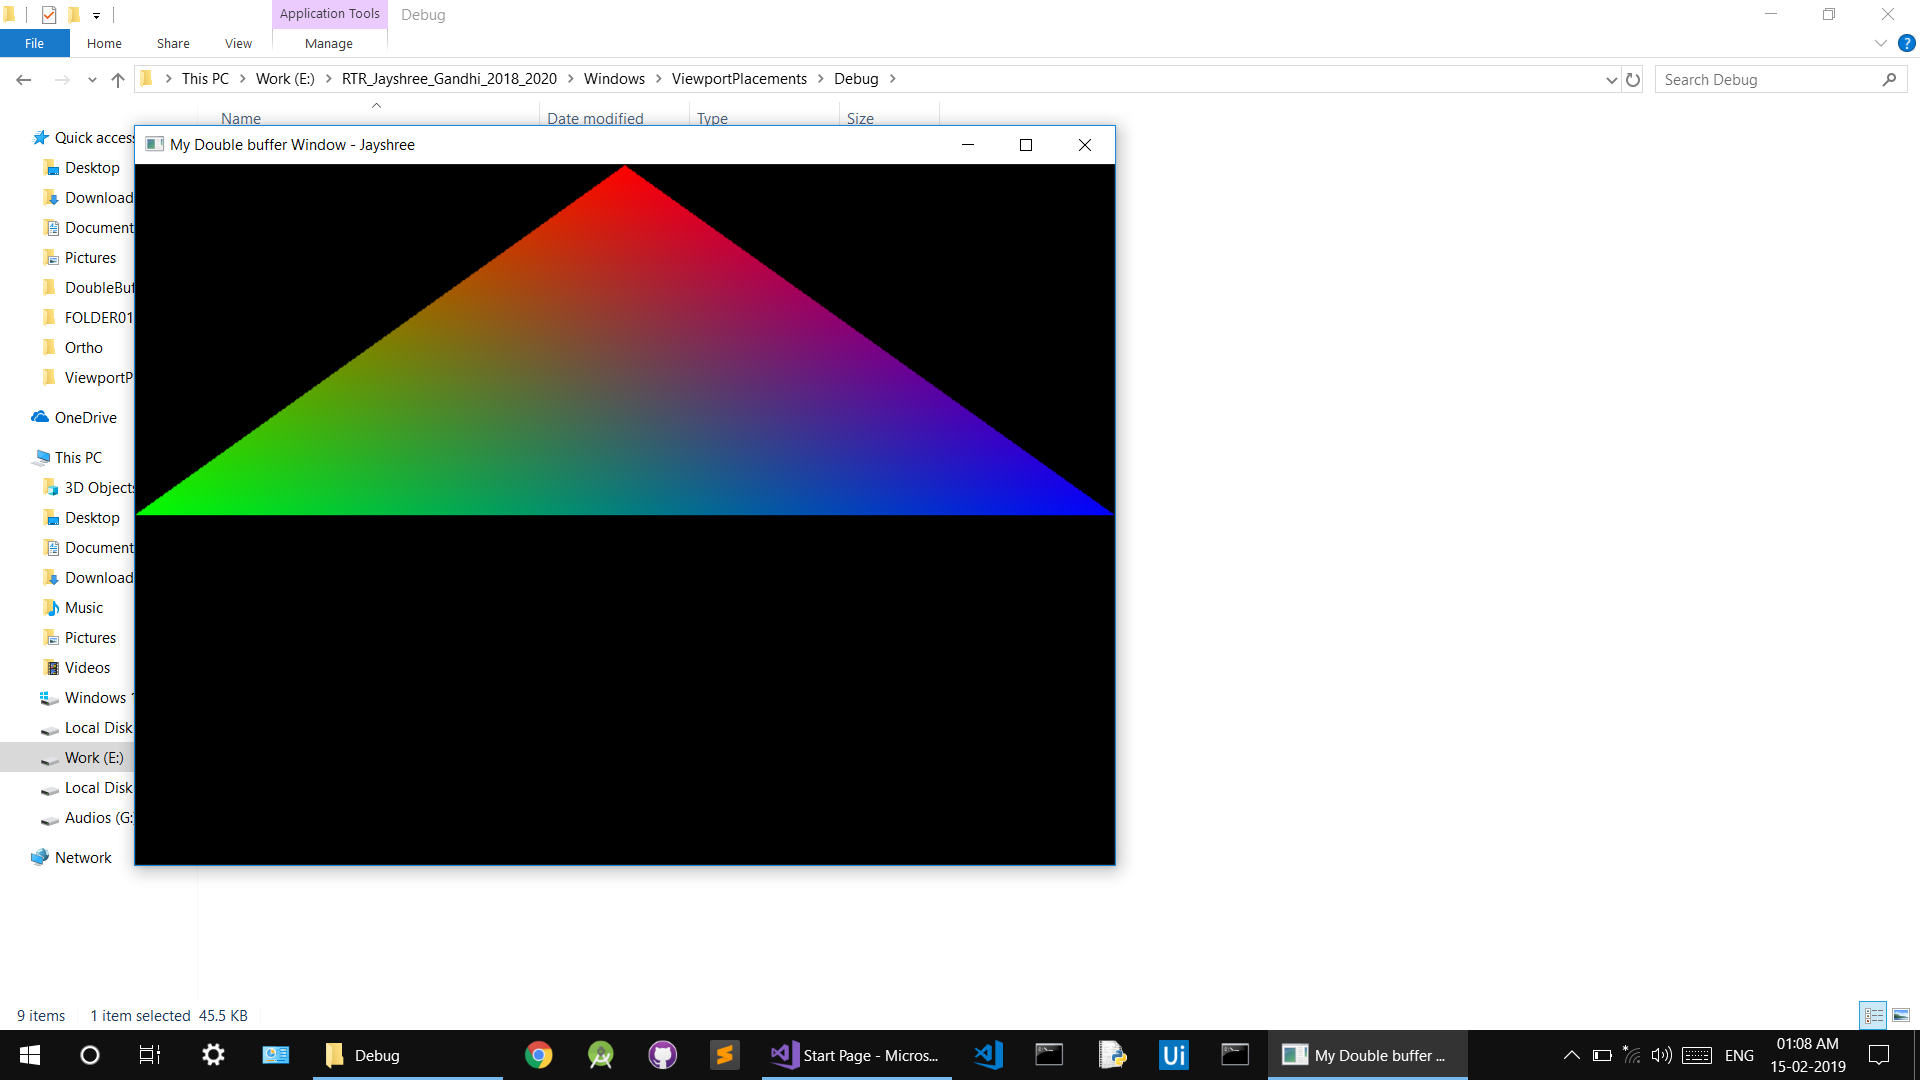 Application Tools Debug
File Home Share View Manage
This PC Work (E:) RTR_Jayshree_Gandhi_2018_2020 Windows ViewportPlacements Debug Search Debug
Name Date modified Type Size
My Double buffer Window - Jayshree
Quick access
Desktop
Download
Document
Pictures
DoubleBuf
FOLDER01
Ortho
ViewportP
OneDrive
This PC
3D Objects
Desktop
Document
Download
Music
Pictures
Videos
Windows 1
Local Disk
Work (E:)
Local Disk
Audios (G:)
Network
9 items 1 item selected 45.5 KB
Debug Start Page - Micros... Ui My Double buffer ... ENG 01:08 AM
15-02-2019